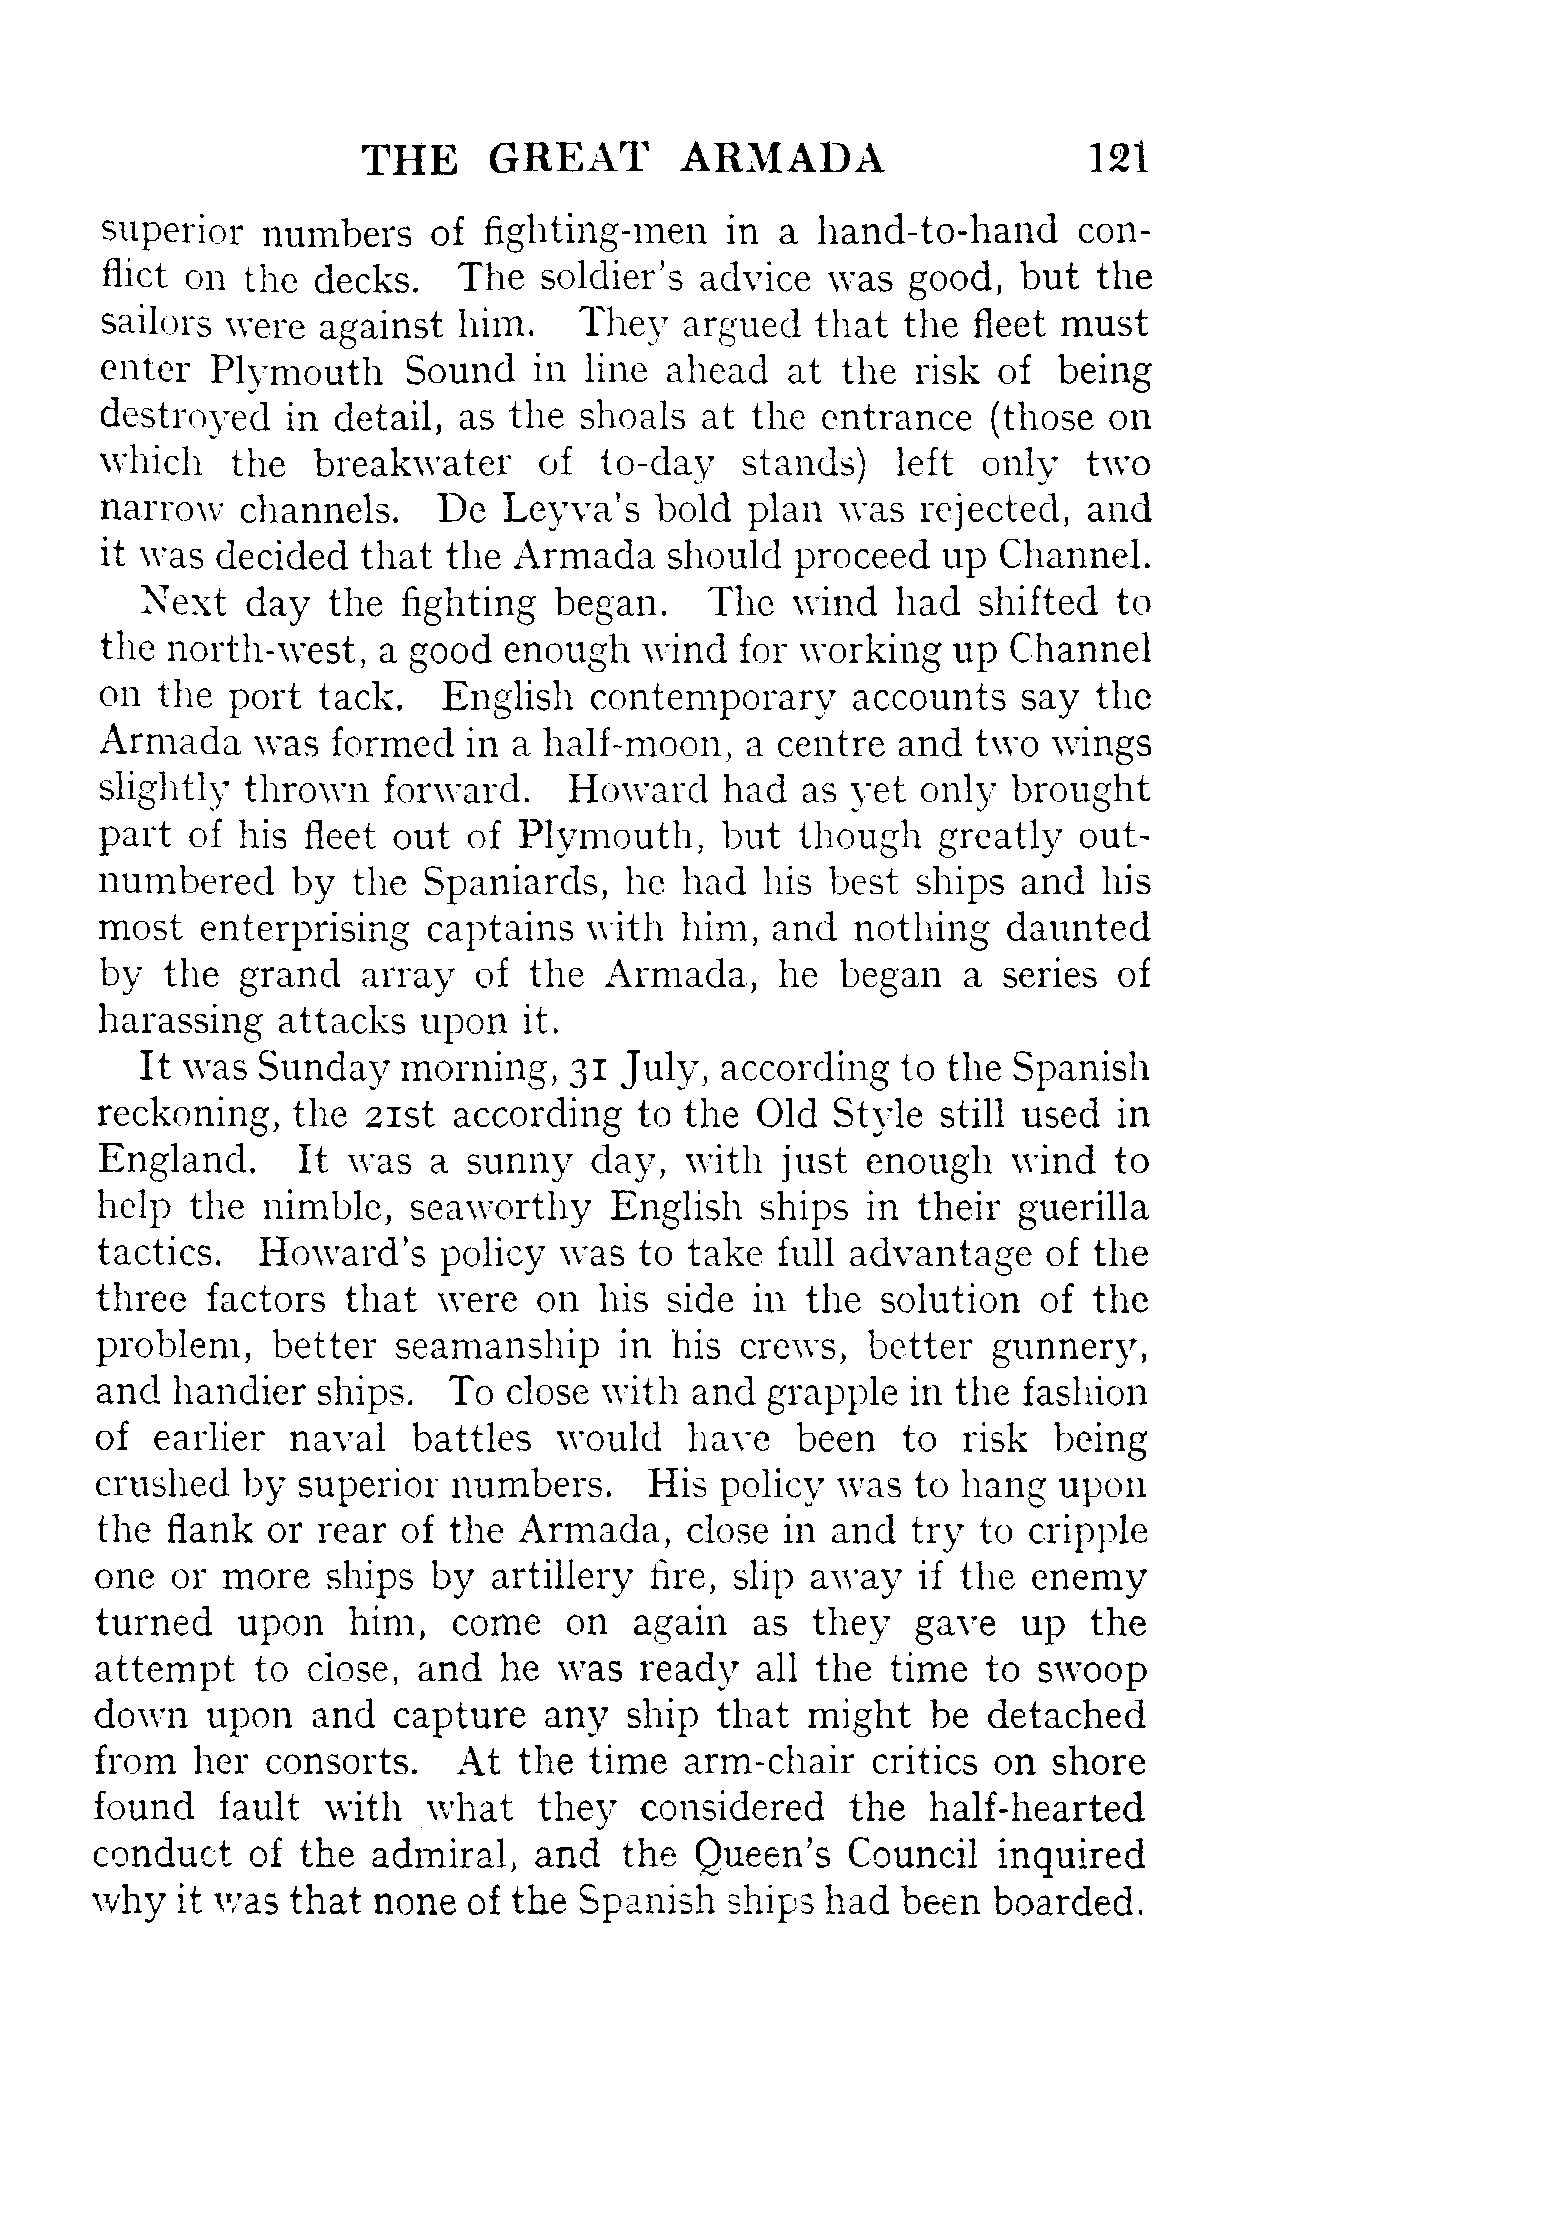 THE GREAT ARMADA 121
superior numbers of fighting-men in a hand-to-hand con-
flict on the decks. The soldier's advice was good, but the
sailors were against him. They argued that the fleet must
enter Plymouth Sound in line ahead at the risk of being
destroyed in detail, as the shoals at the entrance (those on
which the breakwater of to-day stands) left only two
narrow channels. De Leyva's bold plan was rejected, and
it was decided that the Armada should proceed up Channel.
Next day the fighting began. The wind had shifted to
the north-west, a good enough wind for working up Channel
on the port tack. English contemporary accounts say the
Armada was formed in a half-moon, a centre and two wings
slightly thrown forward. Howard had as yet only brought
part of his fleet out of Plymouth, but though greatly out-
numbered by the Spaniards, he had his best ships and his
most enterprising captains with him, and nothing daunted
by the grand array of the Armada, he began a series of
harassing attacks upon it.
It was Sunday morning, 31 July, according to the Spanish
reckoning, the 21st according to the Old Style still used in
England. It was a sunny day, with just enough wind to
help the nimble, seaworthy English ships in their guerilla
tactics. Howard's policy was to take full advantage of the
three factors that were on his side in the solution of the
problem, better seamanship in his crews, better gunnery,
and handier ships. To close with and grapple in the fashion
of earlier naval battles would have been to risk being
crushed by superior numbers. His policy was to hang upon
the flank or rear of the Armada, close in and try to cripple
one or more ships by artillery fire, slip away if the enemy
turned upon him, come on again as they gave up the
attempt to close, and he was ready all the time to swoop
down upon and capture any ship that might be detached
from her consorts. At the time arm-chair critics on shore
found fault with what they considered the half-hearted
conduct of the admiral, and the Queen's Council inquired
why it was that none of the Spanish ships had been boarded.